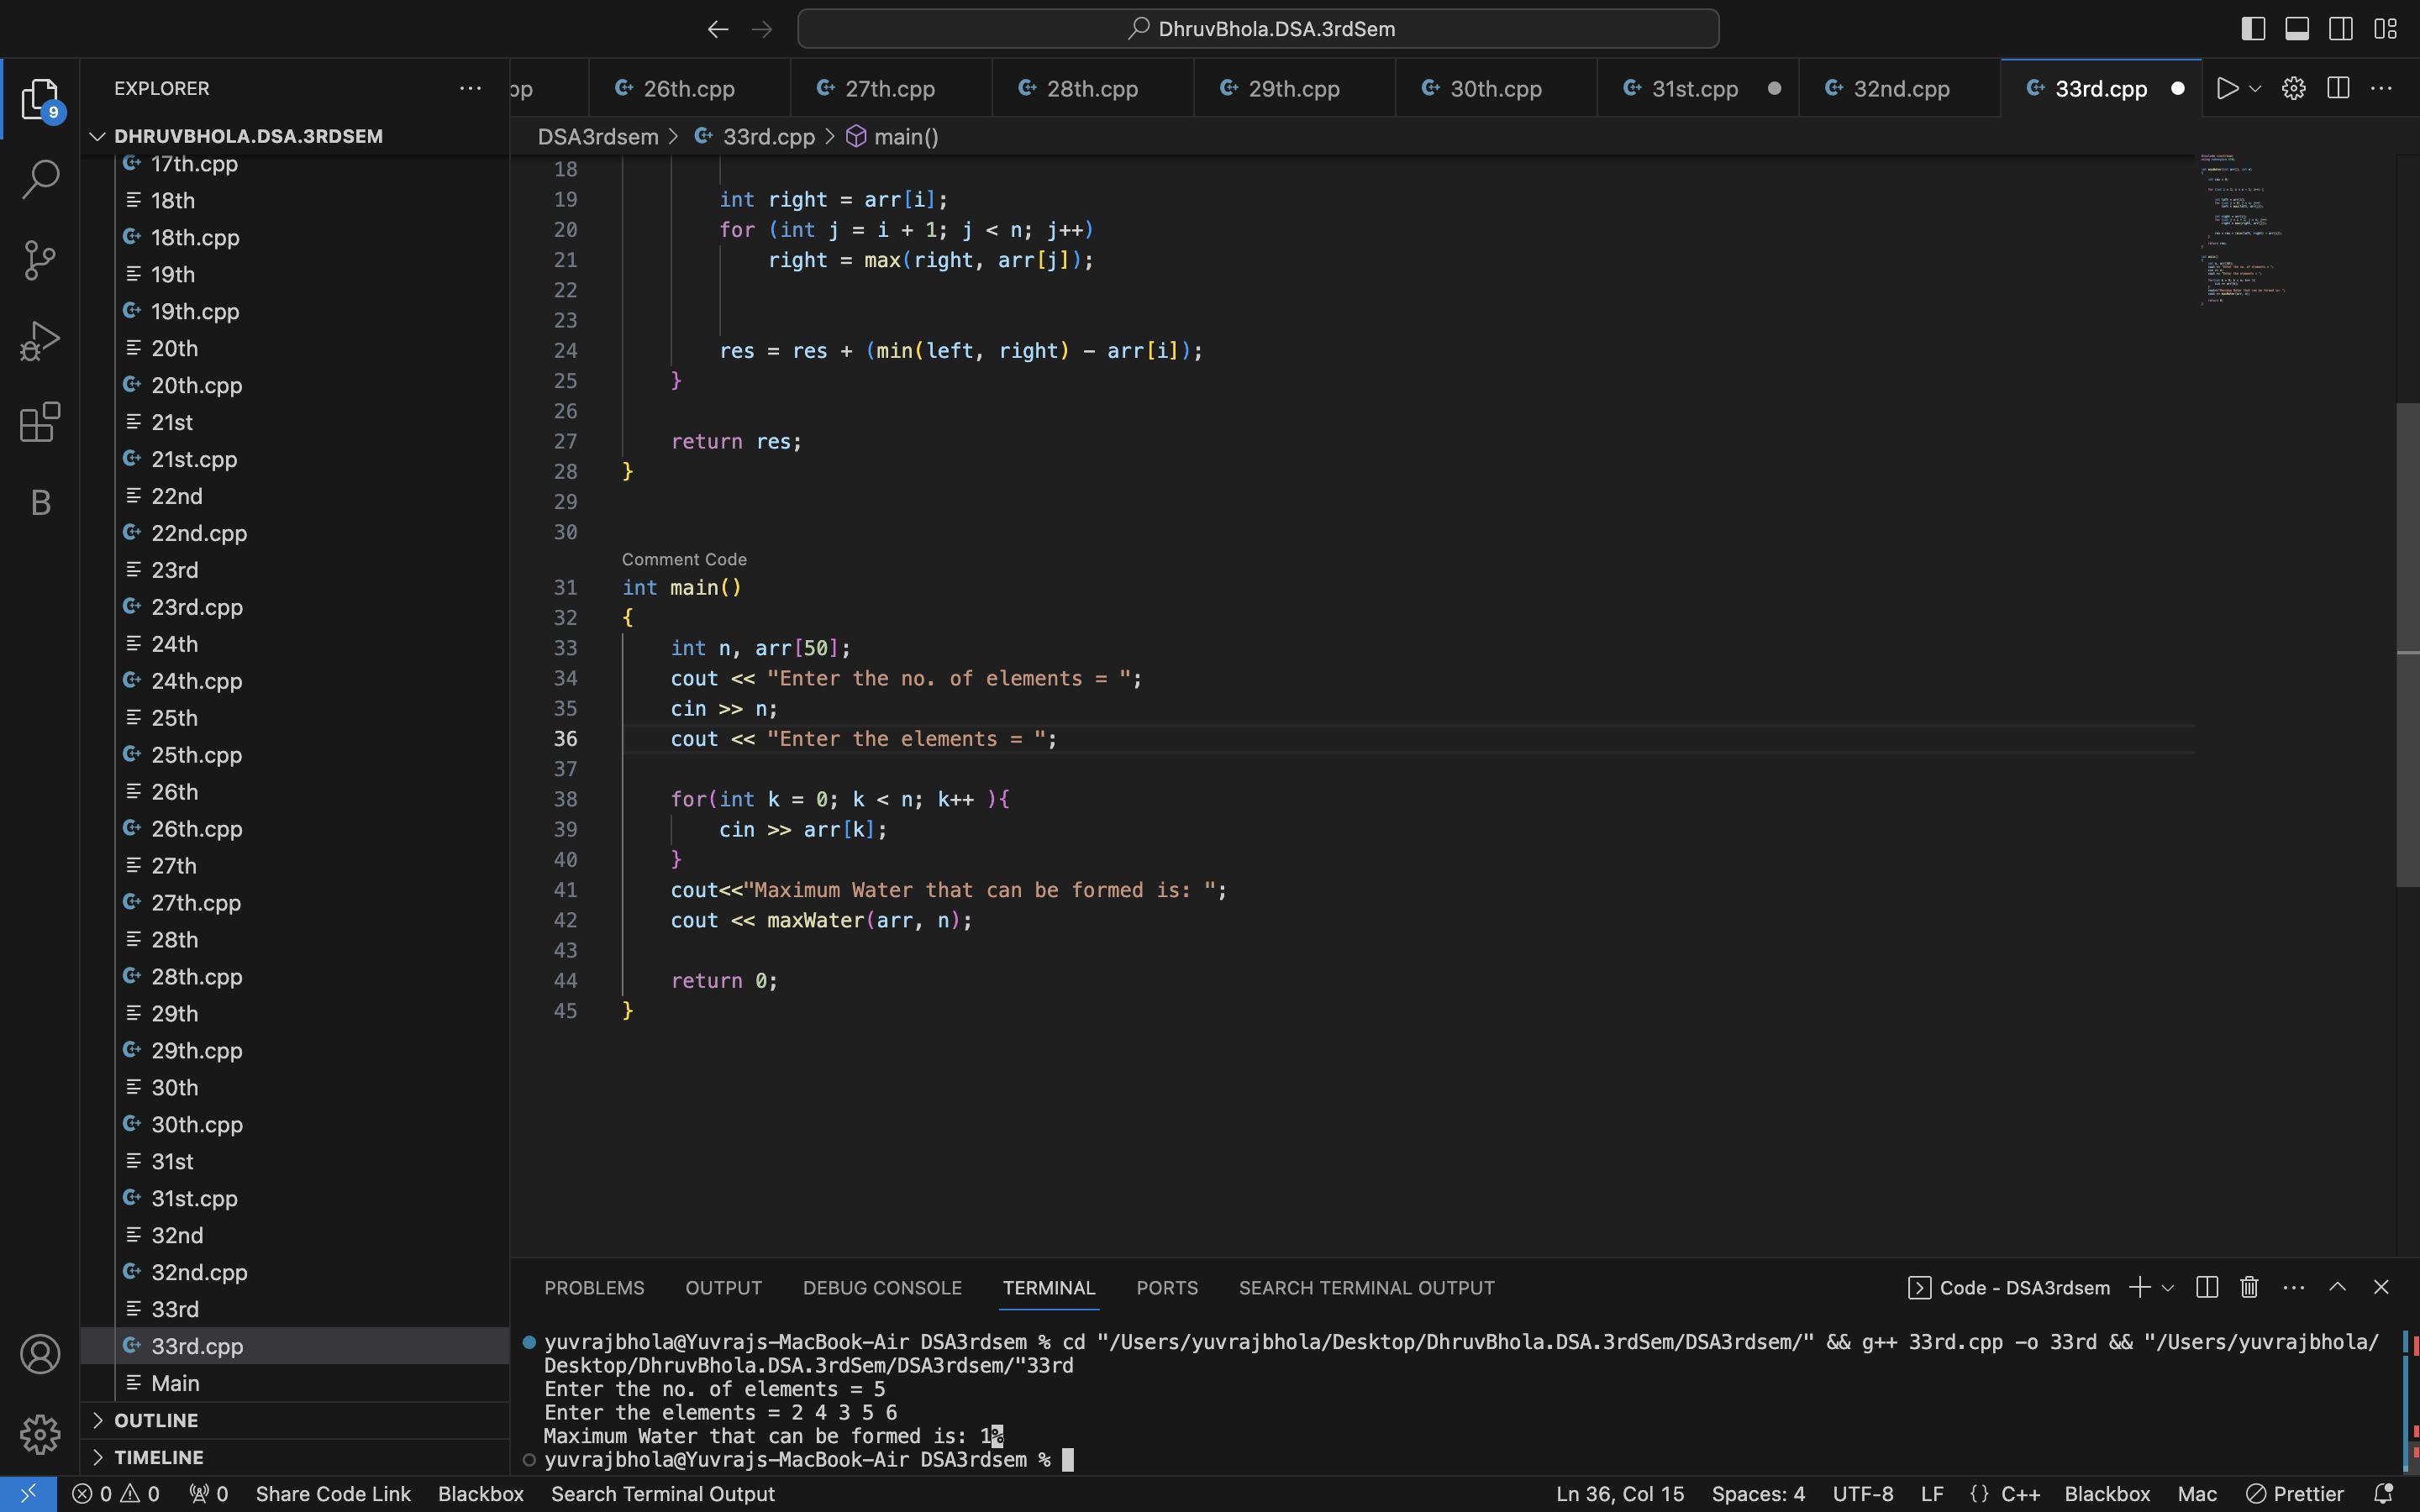 DhruvBhola.DSA.3rdSem
EXPLORER
9
DHRUVBHOLA.DSA.3RDSEM
17th.cpp
18th
18th.cpp
19th
19th.cpp
20th
20th.cpp
21st
21st.cpp
22nd
22nd.cpp
23rd
23rd.cpp
24th
24th.cpp
25th
25th.cpp
26th
26th.cpp
27th
27th.cpp
28th
28th.cpp
29th
29th.cpp
30th
30th.cpp
31st
31st.cpp
32nd
32nd.cpp
33rd
33rd.cpp
Main
OUTLINE
TIMELINE
B
26th.cpp 27th.cpp 28th.cpp 29th.cpp 30th.cpp 31st.cpp 32nd.cpp 33rd.cpp
DSA3rdsem > 33rd.cpp > main()
18
19 int right = arr[i];
20 for (int j = i + 1; j < n; j++)
21 right = max(right, arr[j]);
22
23
24 res = res + (min(left, right) - arr[i]);
25 }
26
27 return res;
28 }
29
30
Comment Code
31 int main()
32 {
33 int n, arr[50];
34 cout << "Enter the no. of elements = ";
35 cin >> n;
36 cout << "Enter the elements = ";
37
38 for(int k = 0; k < n; k++ ){
39 cin >> arr[k];
40 }
41 cout<<"Maximum Water that can be formed is: ";
42 cout << maxWater(arr, n);
43
44 return 0;
45 }
PROBLEMS OUTPUT DEBUG CONSOLE TERMINAL PORTS SEARCH TERMINAL OUTPUT
Code - DSA3rdsem
yuvrajbhola@Yuvrajs-MacBook-Air DSA3rdsem % cd "/Users/yuvrajbhola/Desktop/DhruvBhola.DSA.3rdSem/DSA3rdsem/" && g++ 33rd.cpp -o 33rd && "/Users/yuvrajbhola/
Desktop/DhruvBhola.DSA.3rdSem/DSA3rdsem/"33rd
Enter the no. of elements = 5
Enter the elements = 2 4 3 5 6
Maximum Water that can be formed is: 1%
yuvrajbhola@Yuvrajs-MacBook-Air DSA3rdsem %
0 0 0 Share Code Link Blackbox Search Terminal Output Ln 36, Col 15 Spaces: 4 UTF-8 LF {} C++ Blackbox Mac Prettier